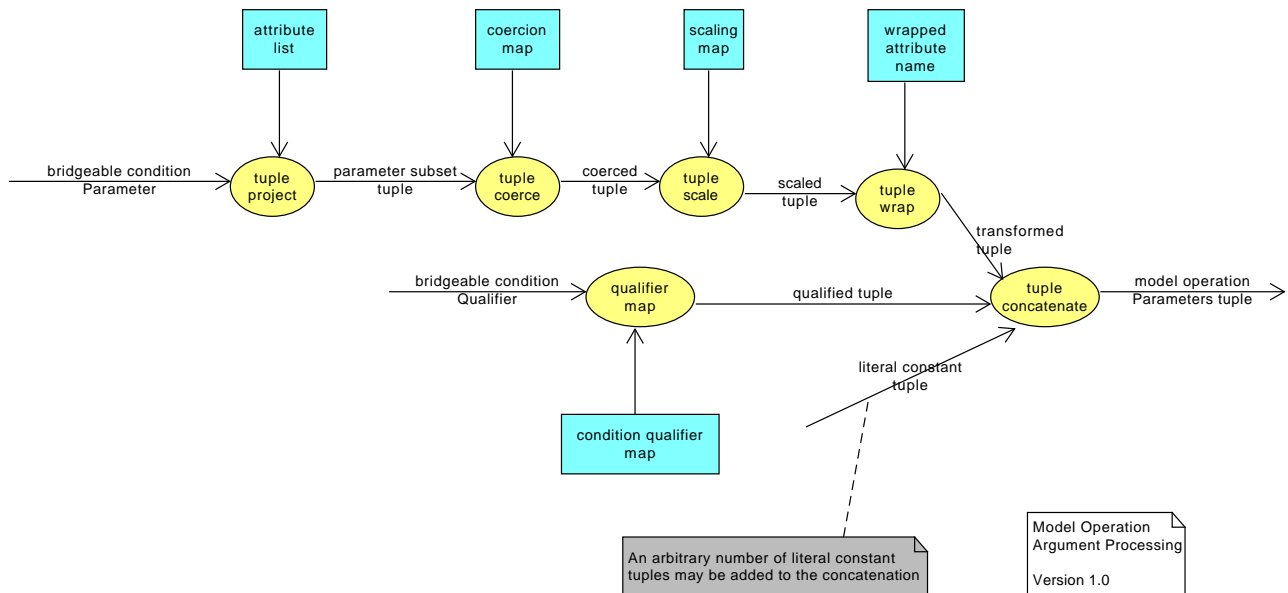 attribute
list
coercion
map
scaling
map
wrapped
attribute
name
bridgeable condition
Parameter
tuple
project
parameter subset
tuple
tuple
coerce
coerced
tuple
tuple
scale
scaled
tuple
tuple
wrap
transformed
tuple
bridgeable condition
Qualifier
qualifier
map
qualified tuple
tuple
concatenate
model operation
Parameters tuple
literal constant
tuple
condition qualifier
map
An arbitrary number of literal constant
tuples may be added to the concatenation
Model Operation
Argument Processing
Version 1.0